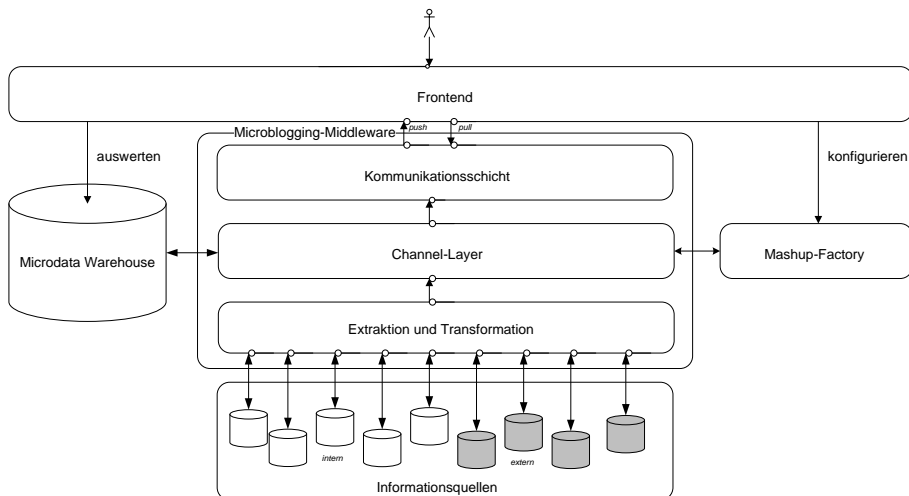 Frontend
push
pull
Microblogging-Middleware
auswerten
konfigurieren
Kommunikationsschicht
Microdata Warehouse
Channel-Layer
Mashup-Factory
Extraktion und Transformation
intern
extern
Informationsquellen